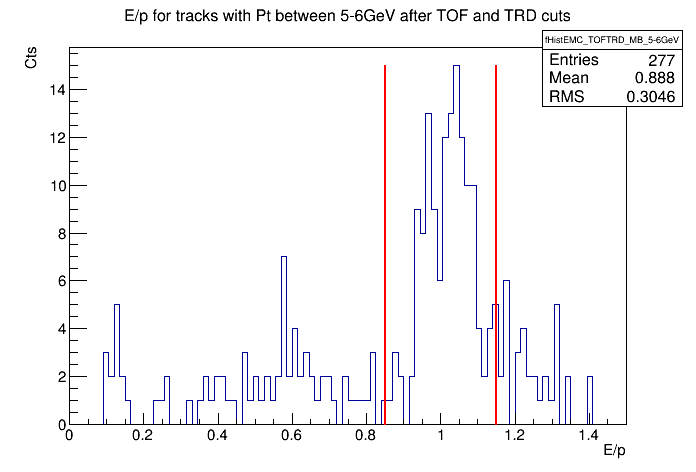 E/p for tracks with Pt between 5-6GeV after TOF and TRD cuts
fHistEMC_TOFTRD_MB_5-6GeV
Entries 277
Mean 0.888
RMS 0.3046
Cts
14
12
10
8
6
4
2
0
0 0.2 0.4 0.6 0.8 1 1.2 1.4
E/p